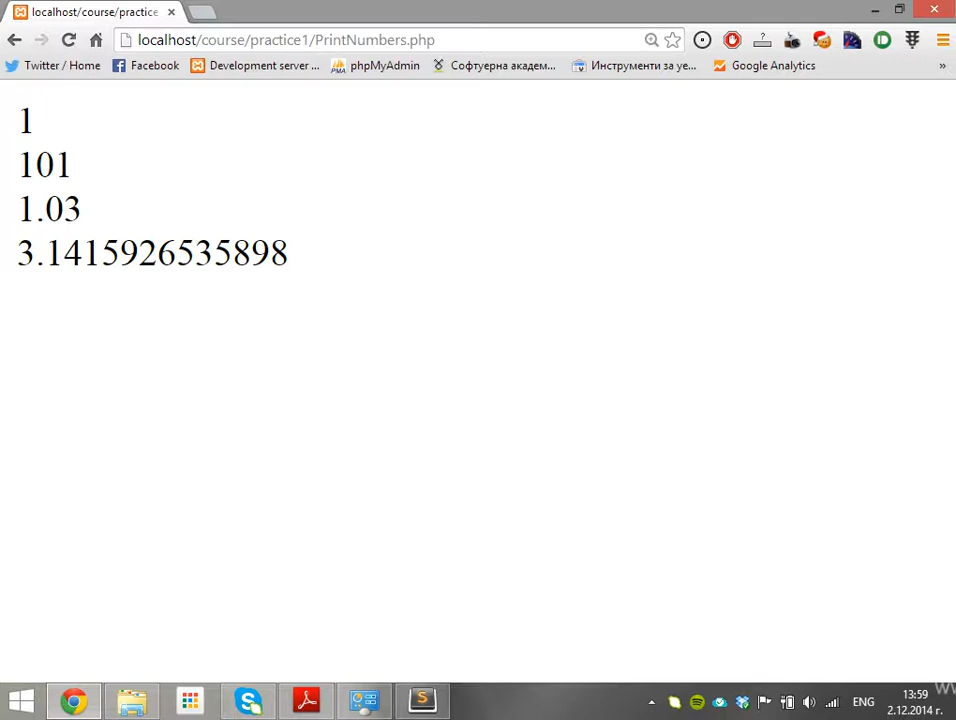 localhost/course/practice
localhost/course/practice1/PrintNumbers.php
Twitter / Home Facebook Development server ... phpMyAdmin Софтуерна академ... Инструменти за уе... Google Analytics »
1
101
1.03
3.1415926535898
ENG 13:59
2.12.2014 г.